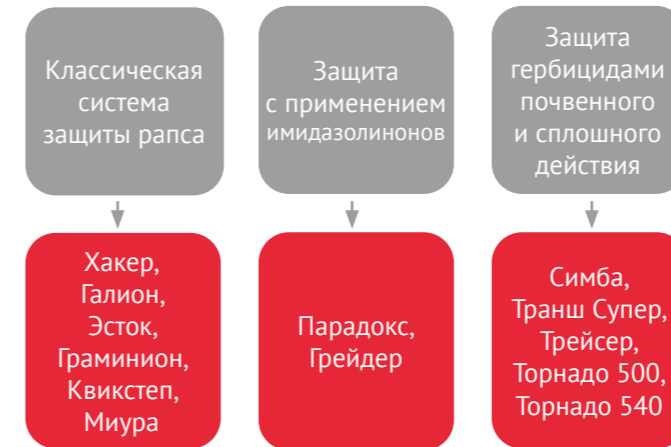 Классическая
система
защиты рапса
Защита
с применением
имидазолинонов
Защита
гербицидами
почвенного
и сплошного
действия
Хакер,
Галион,
Эсток,
Граминион,
Квикстеп,
Миура
Парадокс,
Грейдер
Симба,
Транш Супер,
Трейсер,
Торнадо 500,
Торнадо 540